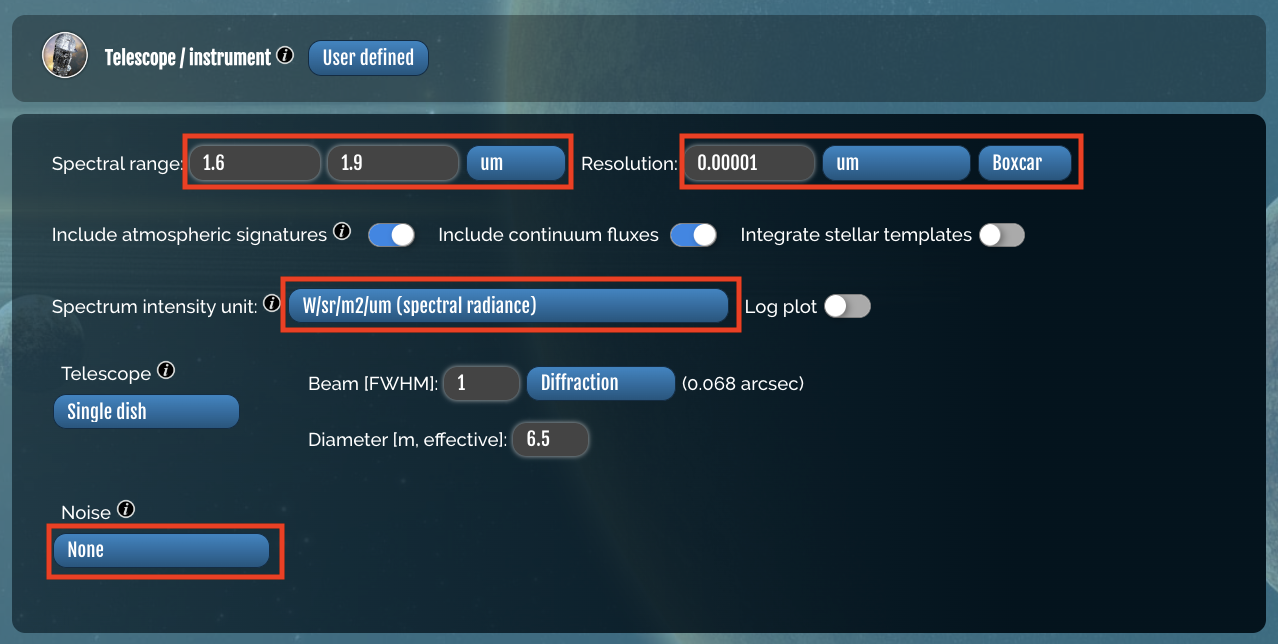 Telescope / instrument i User defined
Spectral range: 1.6 1.9 um Resolution: 0.00001 um Boxcar
Include atmospheric signatures i Include continuum fluxes Integrate stellar templates
Spectrum intensity unit: i W/sr/m2/um (spectral radiance) Log plot
Telescope i
Beam [FWHM]: 1 Diffraction (0.068 arcsec)
Single dish
Diameter [m, effective]: 6.5
Noise i
None